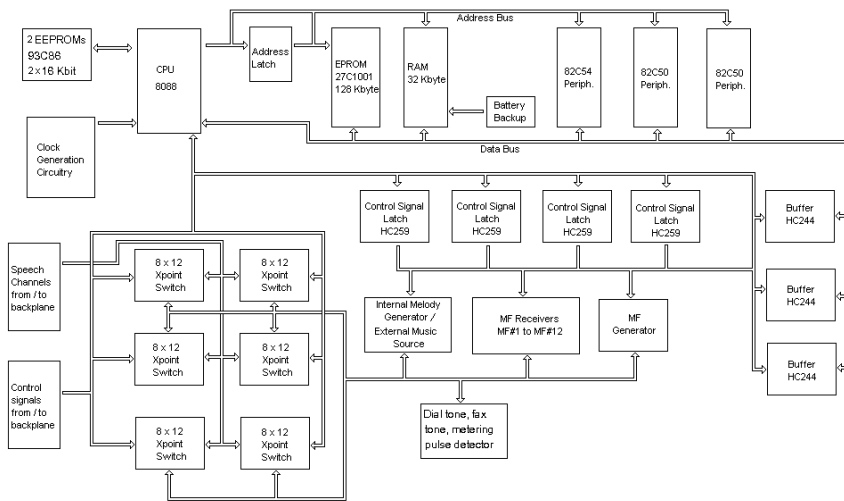 Address Bus
2 EEPROMs
93C86
2 x 16 Kbit
CPU
8088
Address
Latch
EPROM
27C1001
128 Kbyte
RAM
32 Kbyte
Battery
Backup
82C54
Periph.
82C50
Periph.
82C50
Periph.
Data Bus
Clock
Generation
Circuitry
Control Signal
Latch
HC259
Control Signal
Latch
HC259
Control Signal
Latch
HC259
Control Signal
Latch
HC259
Buffer
HC244
Speech
Channels
from / to
backplane
8 x 12
Xpoint
Switch
8 x 12
Xpoint
Switch
Internal Melody
Generator /
External Music
Source
MF Receivers
MF#1 to MF#12
MF
Generator
Buffer
HC244
8 x 12
Xpoint
Switch
8 x 12
Xpoint
Switch
Buffer
HC244
Control
signals
from / to
backplane
8 x 12
Xpoint
Switch
8 x 12
Xpoint
Switch
Dial tone, fax
tone, metering
pulse detector